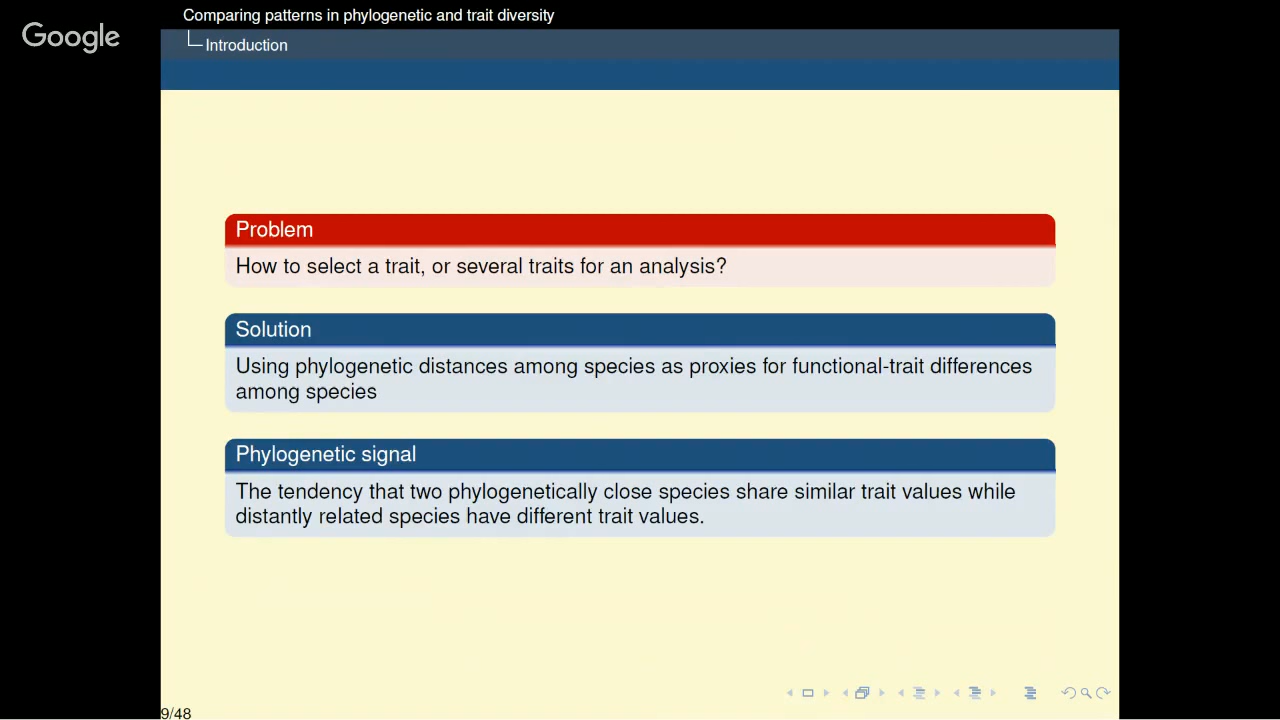 Comparing patterns in phylogenetic and trait diversity
Google
Introduction
Problem
How to select a trait, or several traits for an analysis?
Solution
Using phylogenetic distances among species as proxies for functional-trait differences
among species
Phylogenetic signal
The tendency that two phylogenetically close species share similar trait values while
distantly related species have different trait values.
9/48